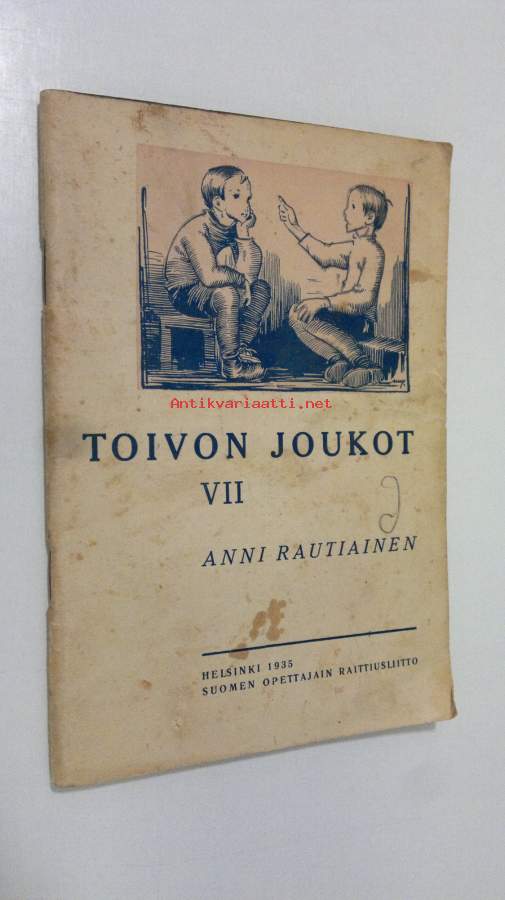 Antikvariaatti.net
TOIVON JOUKOT
VII
ANNI RAUTIAINEN
HELSINKI 1935
SUOMEN OPETTAJAIN RAITTIUSLIITTO